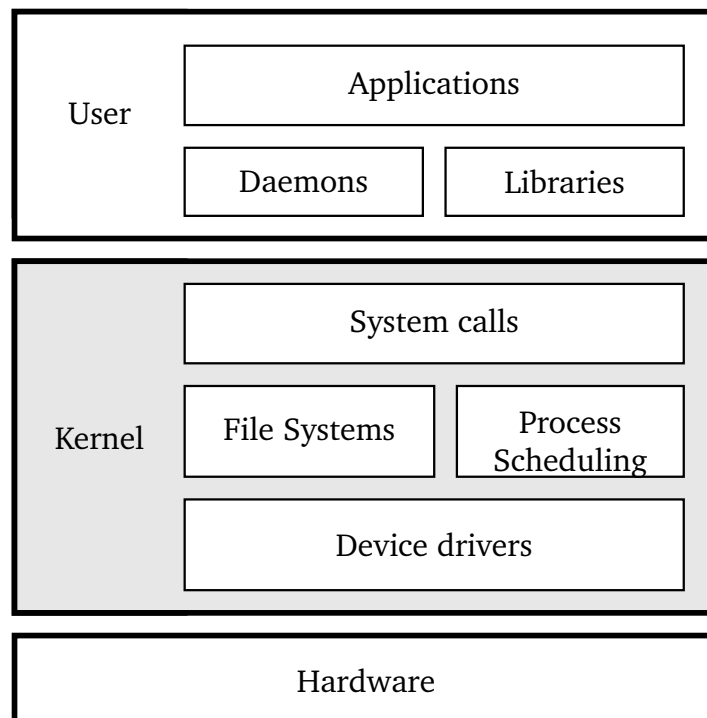 User
Applications
Daemons
Libraries
Kernel
System calls
File Systems
Process
Scheduling
Device drivers
Hardware